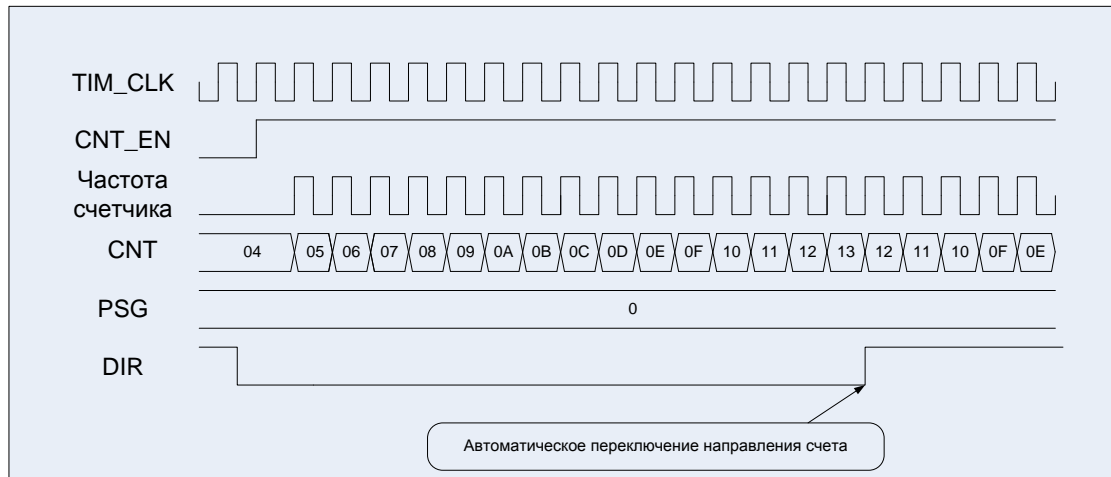 TIM_CLK
CNT_EN
Частота
счетчика
CNT
04 05 06 07 08 09 0A 0B 0C 0D 0E 0F 10 11 12 13 12 11 10 0F 0E
PSG
0
DIR
Автоматическое переключение направления счета